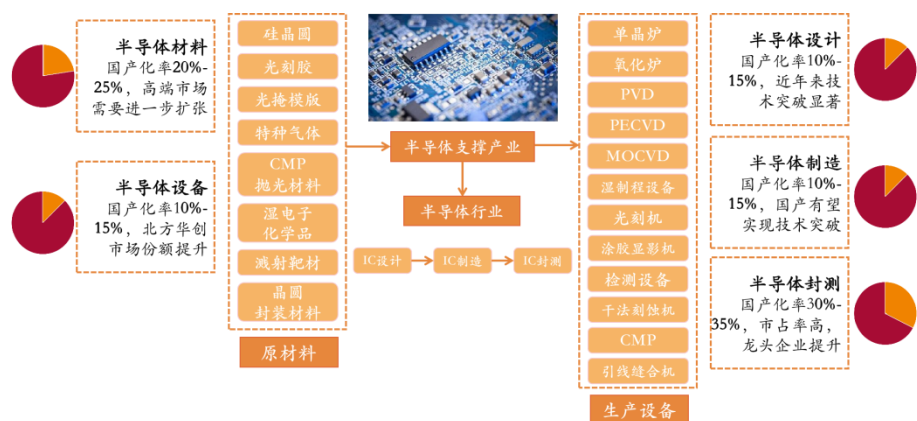 半导体材料
国产化率20%-
25%，高端市场
需要进一步扩张
半导体设备
国产化率10%-
15%，北方华创
市场份额提升
硅晶圆
光刻胶
光掩模版
特种气体
CMP
抛光材料
湿电子
化学品
溅射靶材
晶圆
封装材料
原材料
半导体支撑产业
半导体行业
IC设计
IC制造
IC封测
单晶炉
氧化炉
PVD
PECVD
MOCVD
湿制程设备
光刻机
涂胶显影机
检测设备
干法刻蚀机
CMP
引线缝合机
生产设备
半导体设计
国产化率10%-
15%，近年来技
术突破显著
半导体制造
国产化率10%-
15%，国产有望
实现技术突破
半导体封测
国产化率30%-
35%，市占率高，
龙头企业提升